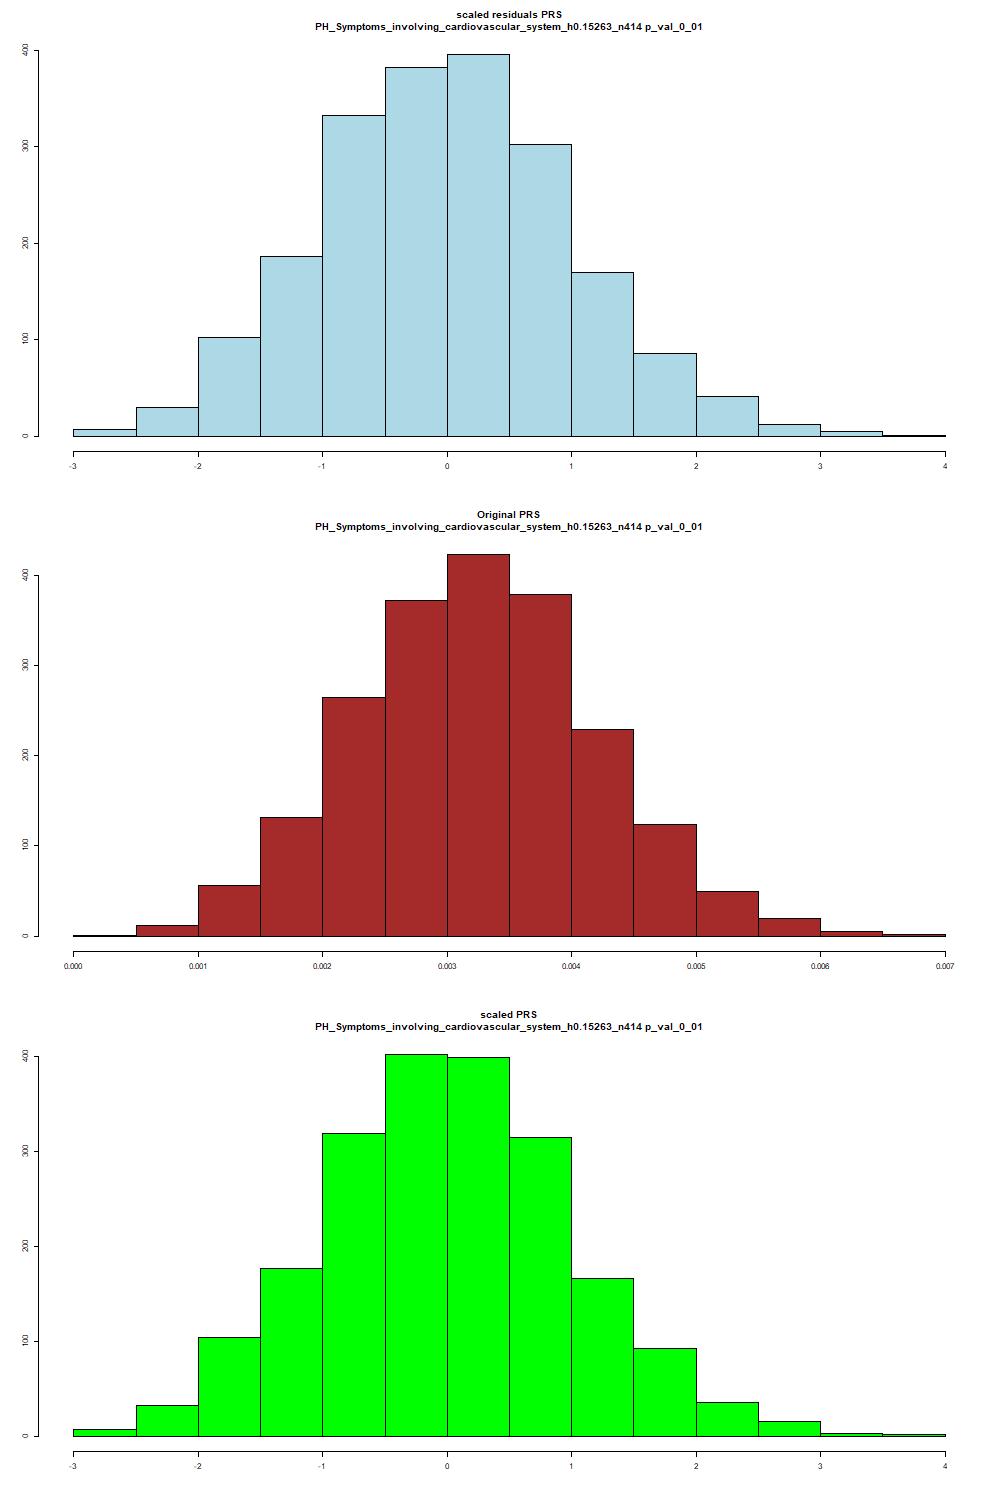 scaled residuals PRS
PH_Symptoms_involving_cardiovascular_system_h0.15263_n414 p_val_0_01
400
300
200
100
0
-3 -2 -1 0 1 2 3 4
Original PRS
PH_Symptoms_involving_cardiovascular_system_h0.15263_n414 p_val_0_01
400
300
200
100
0
0.000 0.001 0.002 0.003 0.004 0.005 0.006 0.007
scaled PRS
PH_Symptoms_involving_cardiovascular_system_h0.15263_n414 p_val_0_01
400
300
200
100
0
-3 -2 -1 0 1 2 3 4